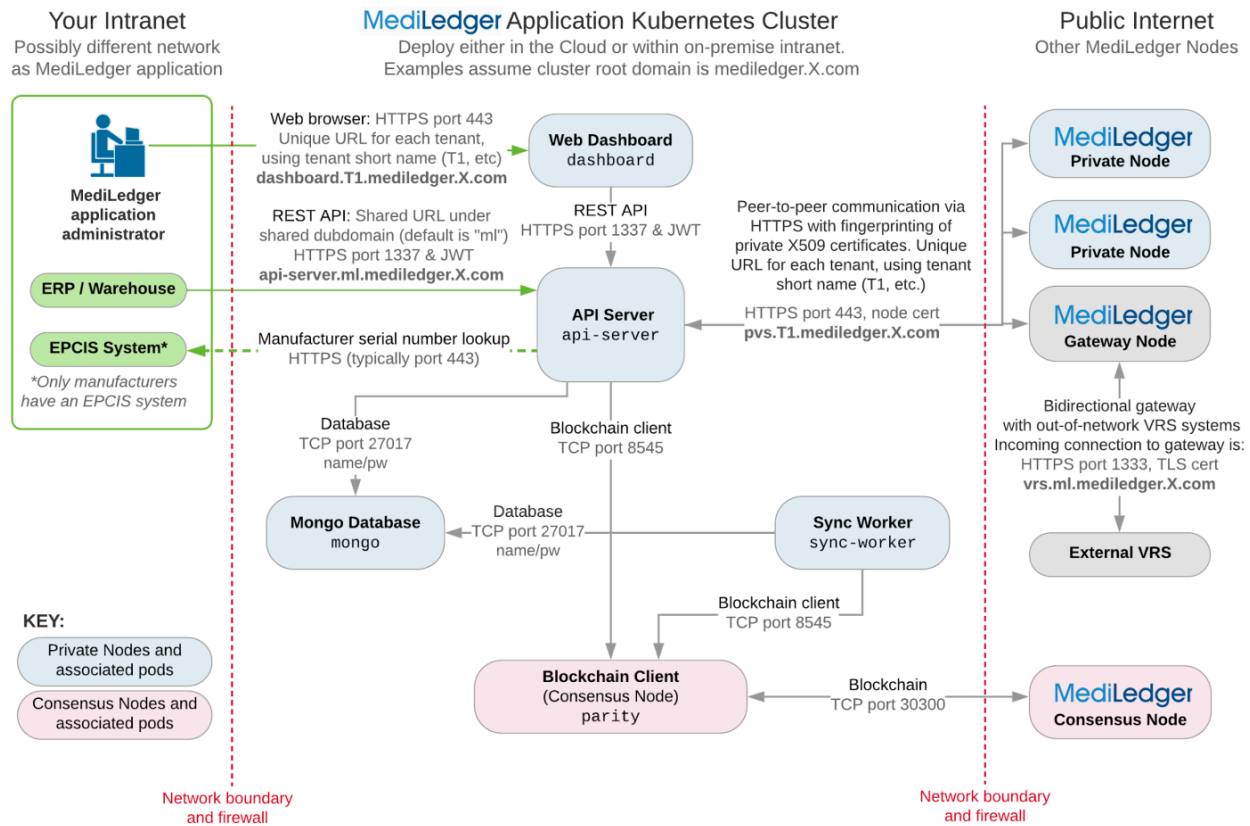 Your Intranet
Possibly different network
as MediLedger application
MediLedger Application Kubernetes Cluster
Deploy either in the Cloud or within on-premise intranet.
Examples assume cluster root domain is mediledger.X.com
Public Internet
Other MediLedger Nodes
MediLedger
application
administrator
ERP / Warehouse
EPCIS System*
*Only manufacturers
have an EPCIS system
Web browser: HTTPS port 443
Unique URL for each tenant,
using tenant short name (T1, etc)
dashboard.T1.mediledger.X.com
Web Dashboard
dashboard
REST API: Shared URL under
shared dubdomain (default is "ml")
HTTPS port 1337 & JWT
api-server.ml.mediledger.X.com
REST API
HTTPS port 1337 & JWT
API Server
api-server
Manufacturer serial number lookup
HTTPS (typically port 443)
Peer-to-peer communication via
HTTPS with fingerprinting of
private X509 certificates. Unique
URL for each tenant, using tenant
short name (T1, etc.)
HTTPS port 443, node cert
pvs.T1.mediledger.X.com
MediLedger
Private Node
MediLedger
Private Node
MediLedger
Gateway Node
Bidirectional gateway
with out-of-network VRS systems
Incoming connection to gateway is:
HTTPS port 1333, TLS cert
vrs.ml.mediledger.X.com
External VRS
Database
TCP port 27017
name/pw
Blockchain client
TCP port 8545
Mongo Database
mongo
Database
TCP port 27017
name/pw
Sync Worker
sync-worker
Blockchain client
TCP port 8545
Blockchain Client
(Consensus Node)
parity
Blockchain
TCP port 30300
MediLedger
Consensus Node
KEY:
Private Nodes and
associated pods
Consensus Nodes and
associated pods
Network boundary
and firewall
Network boundary
and firewall